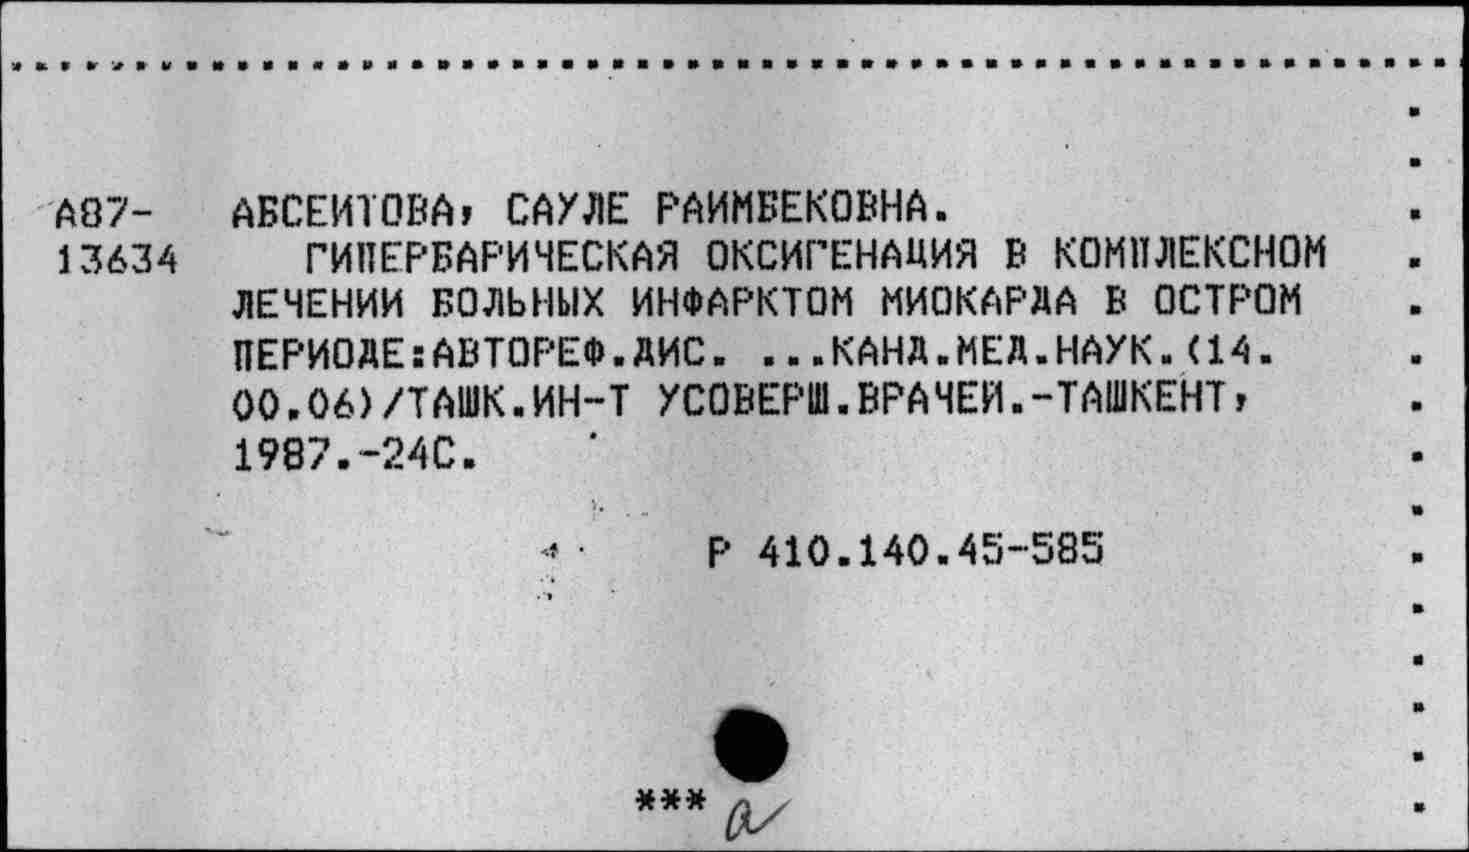 А87- АБСЕИТОВА, САУЛЕ РАИМБЕКОВНА.
13634 ГИПЕРБАРИЧЕСКАЯ ОКСИГЕНАЦИЯ В КОМПЛЕКСНОМ
ЛЕЧЕНИИ БОЛЬНЫХ ИНФАРКТОМ МИОКАРДА В ОСТРОМ
ПЕРИОДЕ:АВТОРЕФ.ДИС. ...КАНД.МЕД.НАУК.(14.
00.06)/ТАШК.ИН-Т УСОВЕРШ.ВРАЧЕЙ.-ТАШКЕНТ,
1987.-24С.
Р 410.140.45-585
***